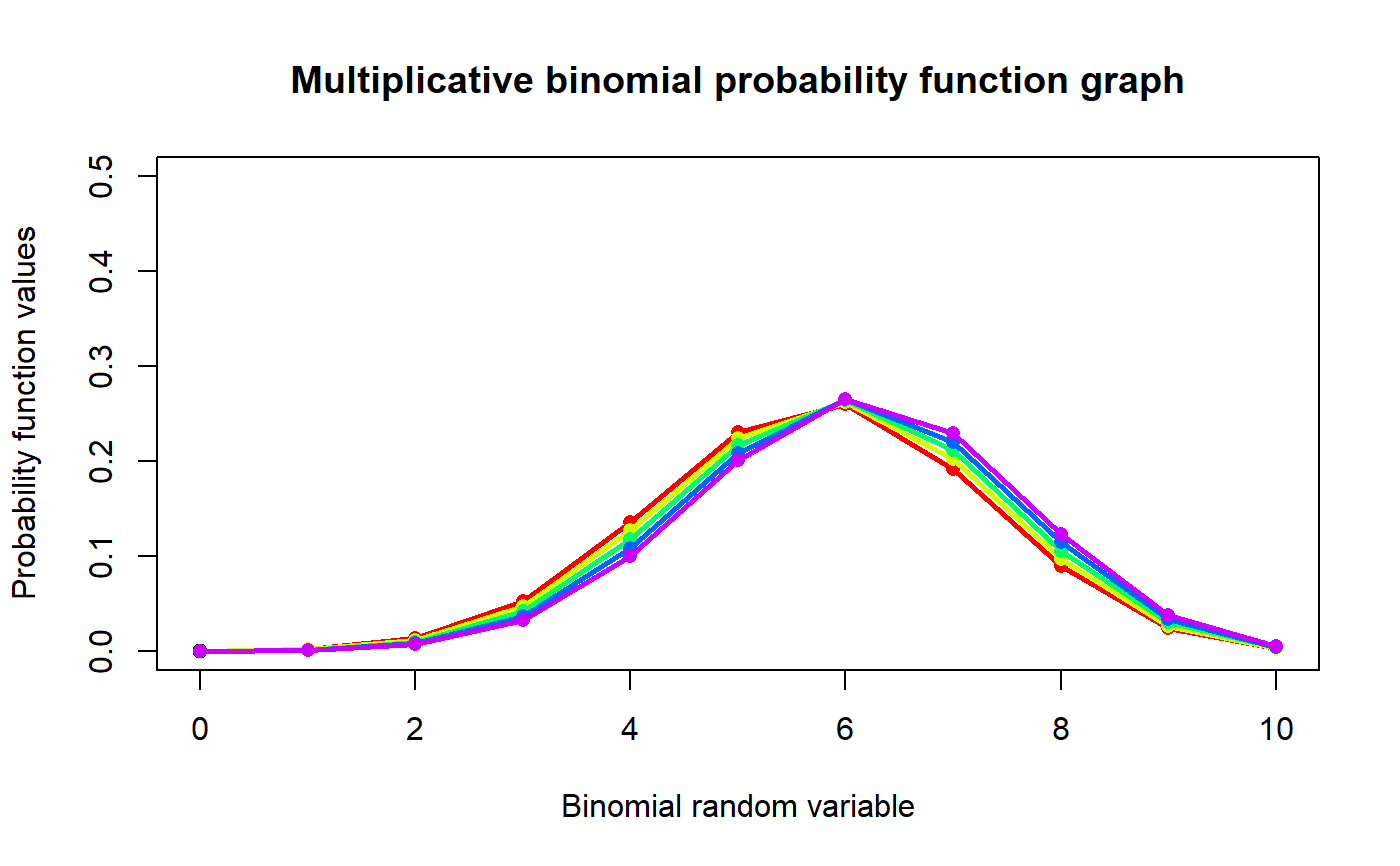 Multiplicative binomial probability function graph
Probability function values
0.5
0.4
0.3
0.2
0.1
0.0
0 2 4 6 8 10
Binomial random variable